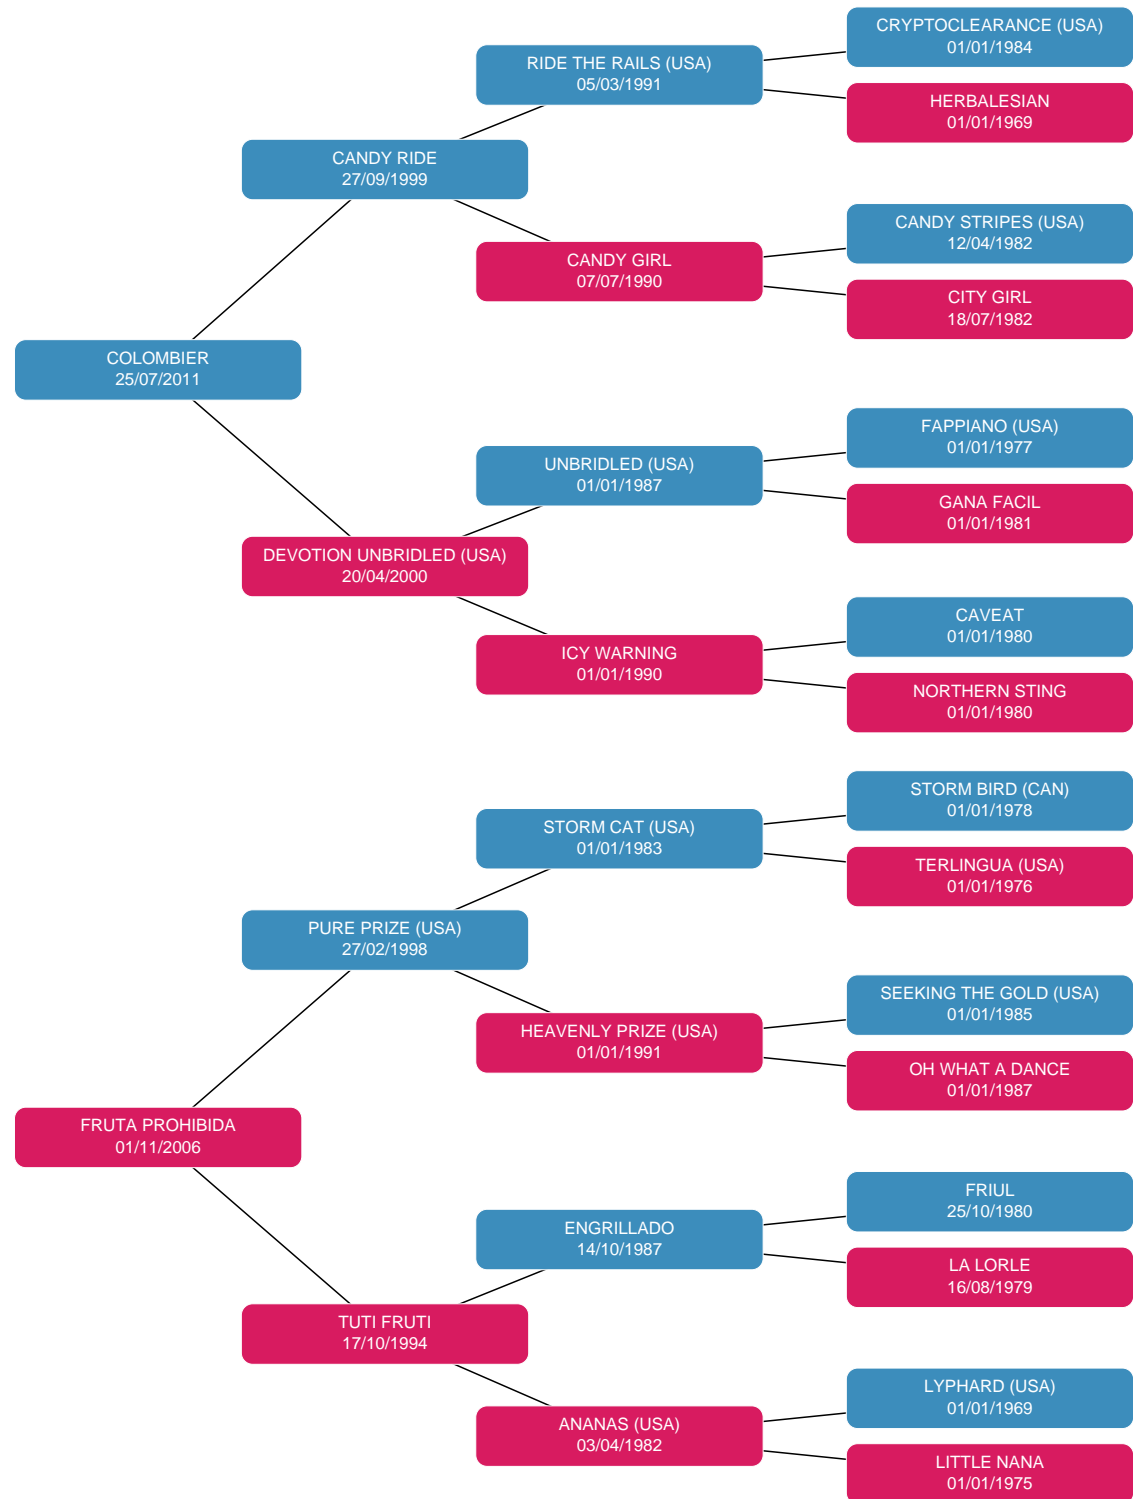 CRYPTOCLEARANCE (USA)
01/01/1984
RIDE THE RAILS (USA)
05/03/1991
HERBALESIAN
01/01/1969
CANDY RIDE
27/09/1999
CANDY STRIPES (USA)
12/04/1982
CANDY GIRL
07/07/1990
CITY GIRL
18/07/1982
COLOMBIER
25/07/2011
FAPPIANO (USA)
01/01/1977
UNBRIDLED (USA)
01/01/1987
GANA FACIL
01/01/1981
DEVOTION UNBRIDLED (USA)
20/04/2000
CAVEAT
01/01/1980
ICY WARNING
01/01/1990
NORTHERN STING
01/01/1980
STORM BIRD (CAN)
01/01/1978
STORM CAT (USA)
01/01/1983
TERLINGUA (USA)
01/01/1976
PURE PRIZE (USA)
27/02/1998
SEEKING THE GOLD (USA)
01/01/1985
HEAVENLY PRIZE (USA)
01/01/1991
OH WHAT A DANCE
01/01/1987
FRUTA PROHIBIDA
01/11/2006
FRIUL
25/10/1980
ENGRILLADO
14/10/1987
LA LORLE
16/08/1979
TUTI FRUTI
17/10/1994
LYPHARD (USA)
01/01/1969
ANANAS (USA)
03/04/1982
LITTLE NANA
01/01/1975